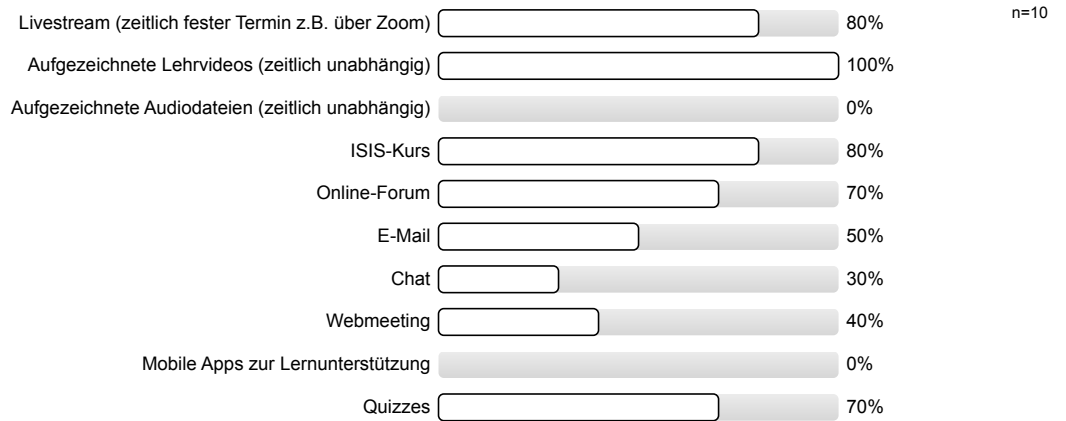 Livestream (zeitlich fester Termin z.B. über Zoom) 80% n=10
Aufgezeichnete Lehrvideos (zeitlich unabhängig) 100%
Aufgezeichnete Audiodateien (zeitlich unabhängig) 0%
ISIS-Kurs 80%
Online-Forum 70%
E-Mail 50%
Chat 30%
Webmeeting 40%
Mobile Apps zur Lernunterstützung 0%
Quizzes 70%